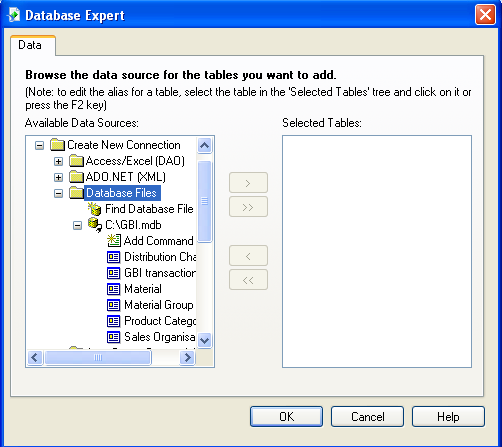 Database Expert
Data
Browse the data source for the tables you want to add.
(Note: to edit the alias for a table, select the table in the 'Selected Tables' tree and click on it or
press the F2 key)
Available Data Sources:
Selected Tables:
Create New Connection
Access/Excel (DAO)
ADO.NET (XML)
Database Files
Find Database File
C:\GBI.mdb
Add Command
Distribution Cha
GBI transaction
Material
Material Group
Product Catego
Sales Organisa
>
>>
<
<<
OK
Cancel
Help